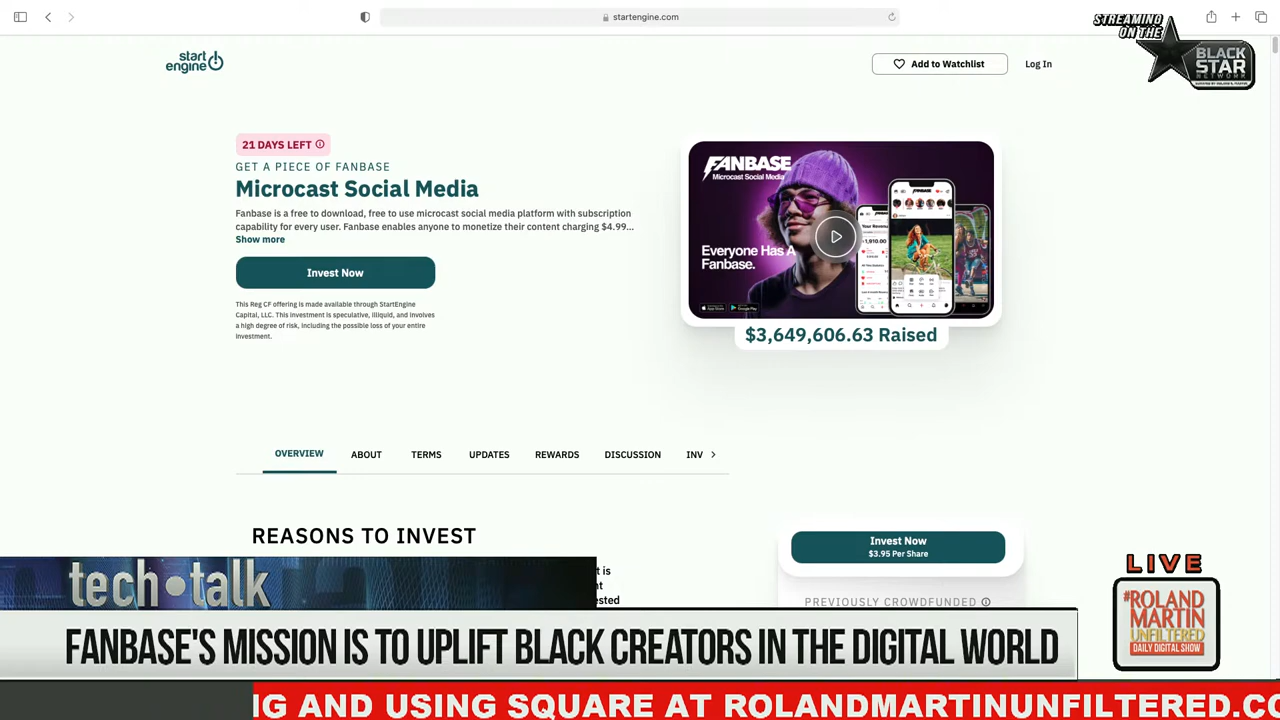 startengine.com
STREAMING
ON THE
BLACK
STAR
NETWORK
start
engine
Add to Watchlist
Log In
21 DAYS LEFT
GET A PIECE OF FANBASE
Microcast Social Media
Fanbase is a free to download, free to use microcast social media platform with subscription
capability for every user. Fanbase enables anyone to monetize their content charging $4.99...
Show more
Invest Now
This Reg CF offering is made available through StartEngine
Capital, LLC. This investment is speculative, illiquid, and involves
a high degree of risk, including the possible loss of your entire
investment.
FANBASE
Microcast Social Media
Everyone Has A
Fanbase.
$3,649,606.63 Raised
OVERVIEW ABOUT TERMS UPDATES REWARDS DISCUSSION INV
REASONS TO INVEST
t is
nt
ested
Invest Now
$3.95 Per Share
PREVIOUSLY CROWDFUNDED
tech•talk
FANBASE'S MISSION IS TO UPLIFT BLACK CREATORS IN THE DIGITAL WORLD
LIVE
#ROLAND
MARTIN
UNFILTERED
DAILY DIGITAL SHOW
IG AND USING SQUARE AT ROLANDMARTINUNFILTERED.CO